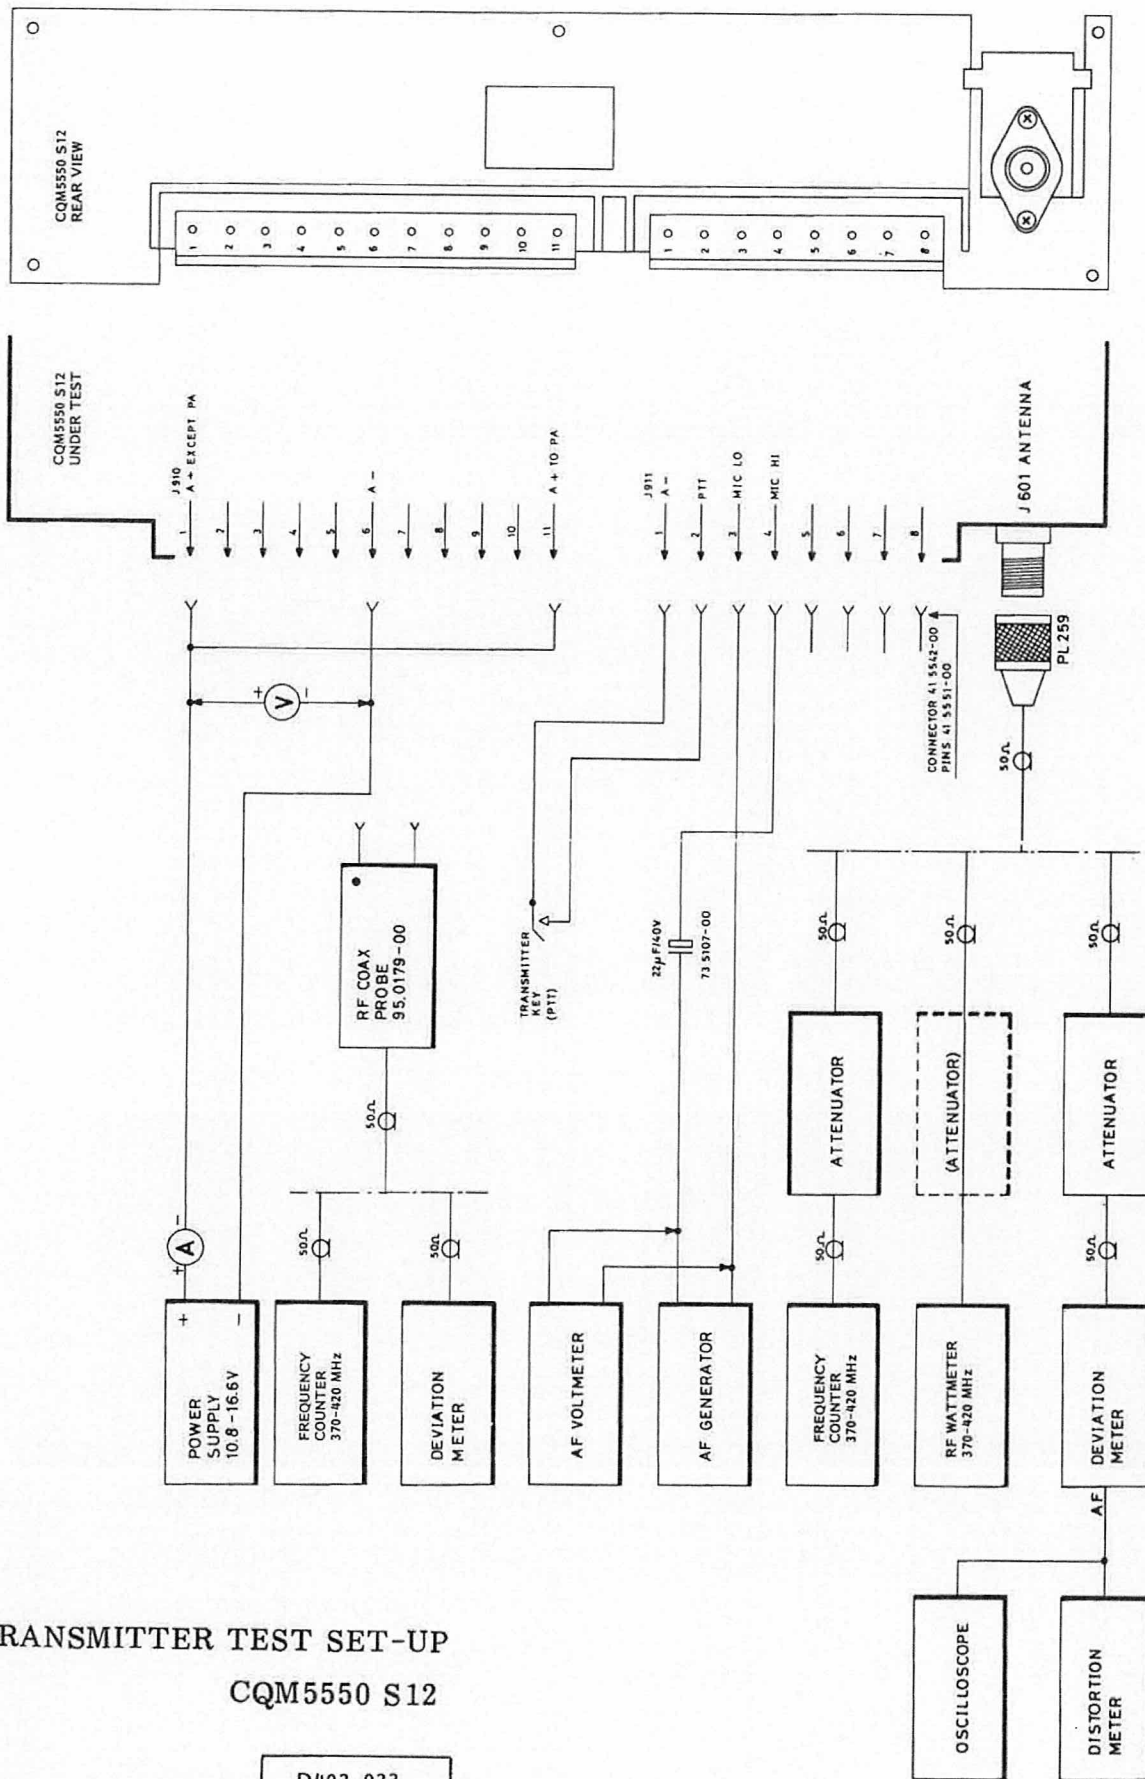 CQM5550 S12
REAR VIEW
1 2 3 4 5 6 7 8 9 10 11
1 2 3 4 5 6 7 8
CQM5550 S12
UNDER TEST
J910
1 A + EXCEPT PA
2
3
4
5
6 A -
7
8
9
10
11 A + TO PA
J911
1 A -
2 PTT
3 MIC LO
4 MIC HI
5
6
7
8
J601 ANTENNA
PL259
CONNECTOR 41 5542-00
PINS 41 5551-00
50Ω
+ V -
RF COAX
PROBE
95.0179-00
50Ω
TRANSMITTER
KEY
(PTT)
22µF/40V
73 5107-00
50Ω
50Ω
50Ω
ATTENUATOR
(ATTENUATOR)
ATTENUATOR
+ A -
50Ω
50Ω
50Ω
50Ω
+
-
POWER
SUPPLY
10.8-16.6V
FREQUENCY
COUNTER
370-420 MHz
DEVIATION
METER
AF VOLTMETER
AF GENERATOR
FREQUENCY
COUNTER
370-420 MHz
RF WATTMETER
370-420 MHz
DEVIATION
METER
AF
OSCILLOSCOPE
DISTORTION
METER
RANSMITTER TEST SET-UP
CQM5550 S12